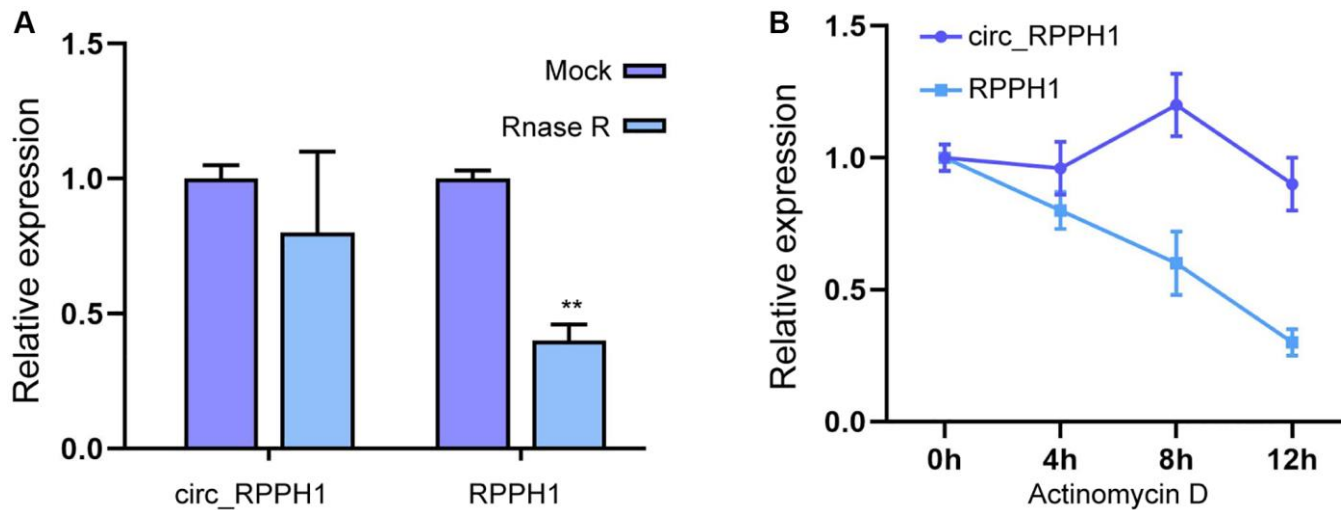 A
Relative expression
1.5
1.0
0.5
0.0
Mock
Rnase R
**
circ_RPPH1
RPPH1
B
Relative expression
1.5
1.0
0.5
0.0
circ_RPPH1
RPPH1
0h 4h 8h 12h
Actinomycin D